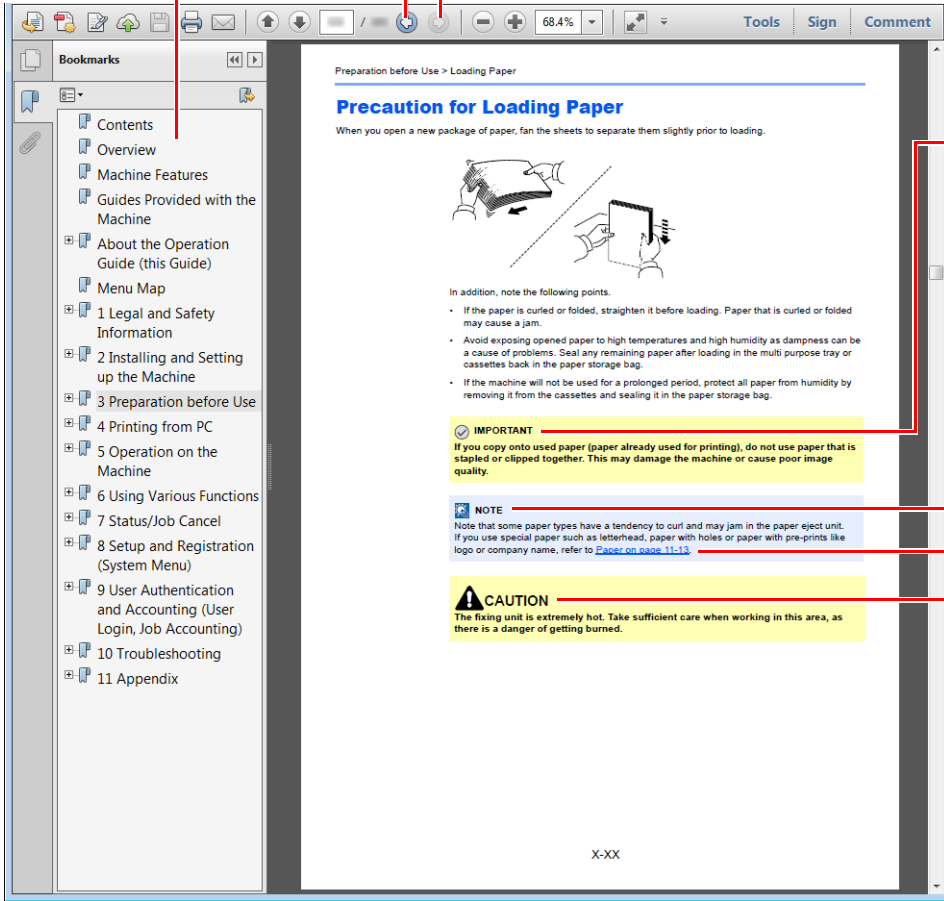 68.4%
Tools
Sign
Comment
Bookmarks
Contents
Overview
Machine Features
Guides Provided with the
Machine
About the Operation
Guide (this Guide)
Menu Map
1 Legal and Safety
Information
2 Installing and Setting
up the Machine
3 Preparation before Use
4 Printing from PC
5 Operation on the
Machine
6 Using Various Functions
7 Status/Job Cancel
8 Setup and Registration
(System Menu)
9 User Authentication
and Accounting (User
Login, Job Accounting)
10 Troubleshooting
11 Appendix
Preparation before Use > Loading Paper
Precaution for Loading Paper
When you open a new package of paper, fan the sheets to separate them slightly prior to loading.
In addition, note the following points.
• If the paper is curled or folded, straighten it before loading. Paper that is curled or folded
may cause a jam.
• Avoid exposing opened paper to high temperatures and high humidity as dampness can be
a cause of problems. Seal any remaining paper after loading in the multi purpose tray or
cassettes back in the paper storage bag.
• If the machine will not be used for a prolonged period, protect all paper from humidity by
removing it from the cassettes and sealing it in the paper storage bag.
IMPORTANT
If you copy onto used paper (paper already used for printing), do not use paper that is
stapled or clipped together. This may damage the machine or cause poor image
quality.
NOTE
Note that some paper types have a tendency to curl and may jam in the paper eject unit.
If you use special paper such as letterhead, paper with holes or paper with pre-prints like
logo or company name, refer to Paper on page 11-13.
CAUTION
The fixing unit is extremely hot. Take sufficient care when working in this area, as
there is a danger of getting burned.
X-XX